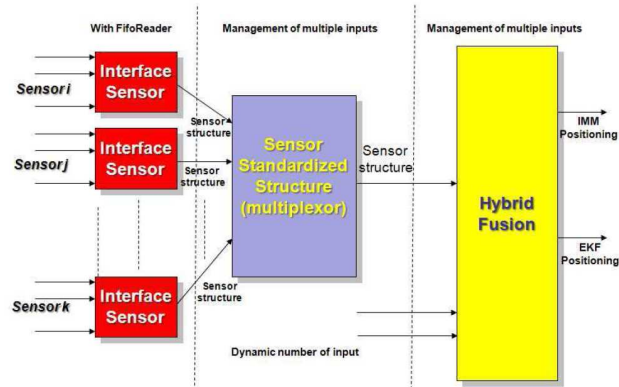 With FifoReader
Management of multiple inputs
Management of multiple inputs
Sensor i
Interface
Sensor
Sensor
structure
Sensor j
Interface
Sensor
Sensor
structure
Sensor
Standardized
Structure
(multiplexor)
Sensor
structure
IMM
Positioning
Hybrid
Fusion
EKF
Positioning
Sensor k
Interface
Sensor
Sensor
structure
Dynamic number of input